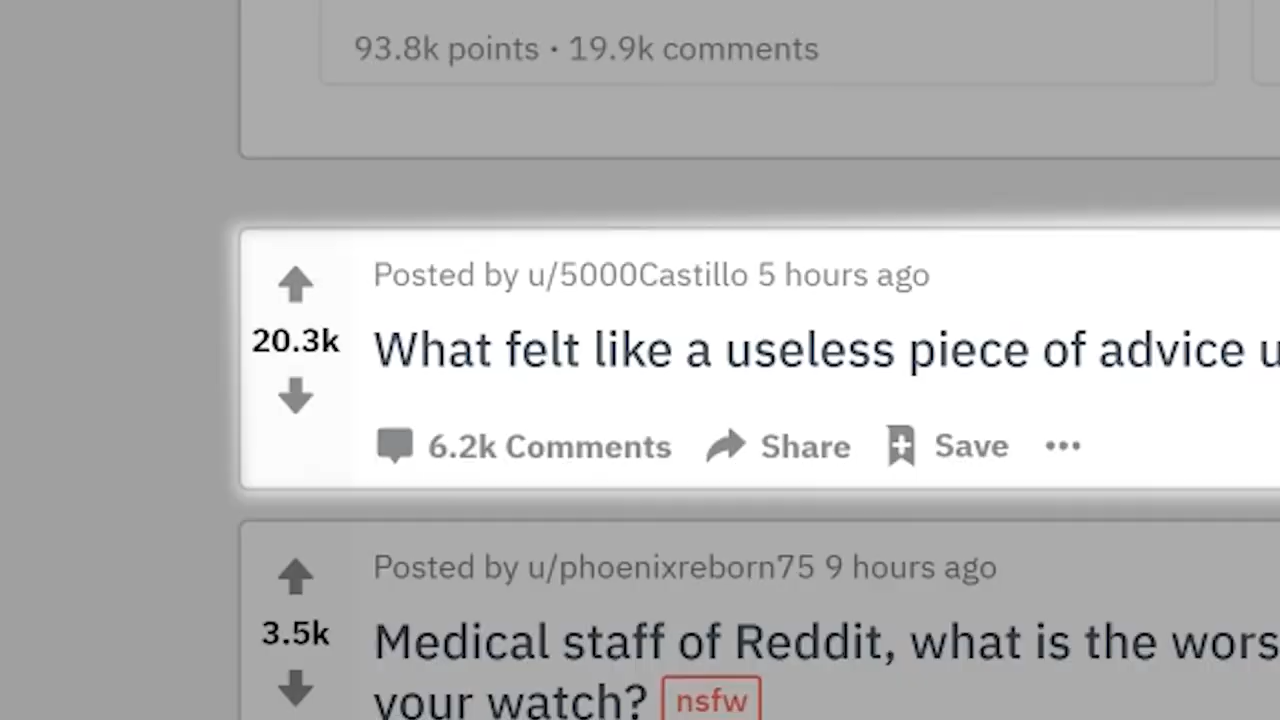 93.8k points · 19.9k comments
Posted by u/5000Castillo 5 hours ago
20.3k
What felt like a useless piece of advice u
6.2k Comments Share Save •••
Posted by u/phoenixreborn75 9 hours ago
3.5k
Medical staff of Reddit, what is the wors
your watch? nsfw